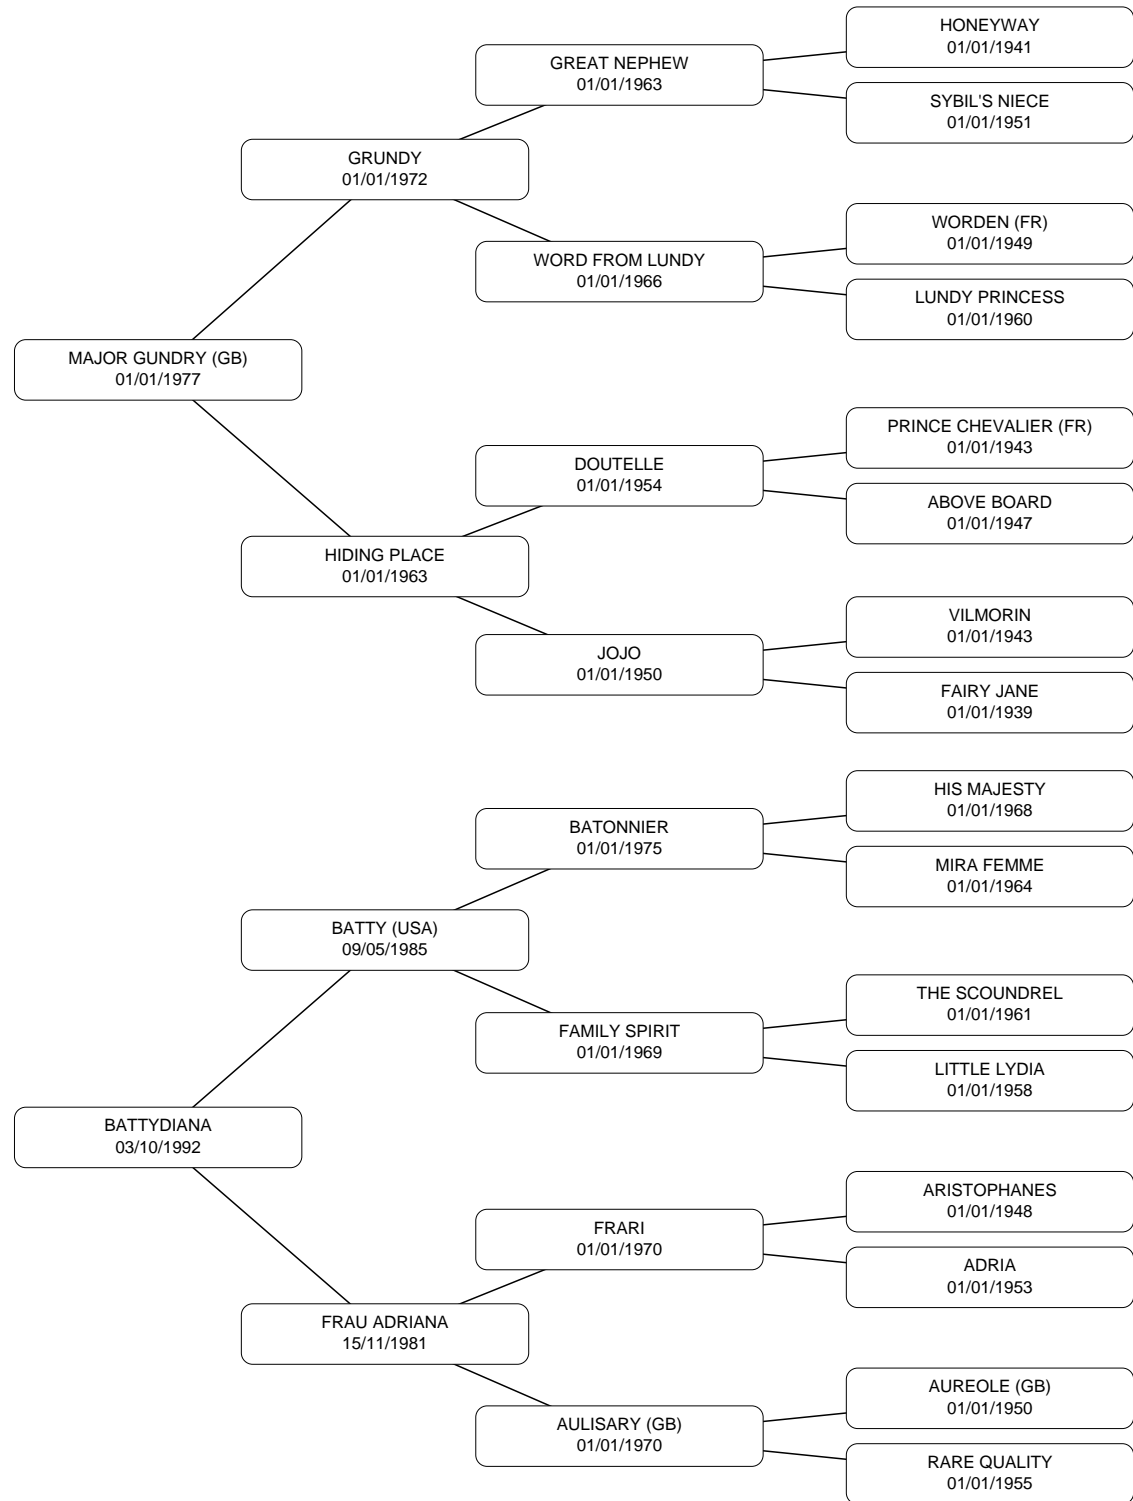 HONEYWAY
01/01/1941
GREAT NEPHEW
01/01/1963
SYBIL'S NIECE
01/01/1951
GRUNDY
01/01/1972
WORDEN (FR)
01/01/1949
WORD FROM LUNDY
01/01/1966
LUNDY PRINCESS
01/01/1960
MAJOR GUNDRY (GB)
01/01/1977
PRINCE CHEVALIER (FR)
01/01/1943
DOUTELLE
01/01/1954
ABOVE BOARD
01/01/1947
HIDING PLACE
01/01/1963
VILMORIN
01/01/1943
JOJO
01/01/1950
FAIRY JANE
01/01/1939
HIS MAJESTY
01/01/1968
BATONNIER
01/01/1975
MIRA FEMME
01/01/1964
BATTY (USA)
09/05/1985
THE SCOUNDREL
01/01/1961
FAMILY SPIRIT
01/01/1969
LITTLE LYDIA
01/01/1958
BATTYDIANA
03/10/1992
ARISTOPHANES
01/01/1948
FRARI
01/01/1970
ADRIA
01/01/1953
FRAU ADRIANA
15/11/1981
AUREOLE (GB)
01/01/1950
AULISARY (GB)
01/01/1970
RARE QUALITY
01/01/1955